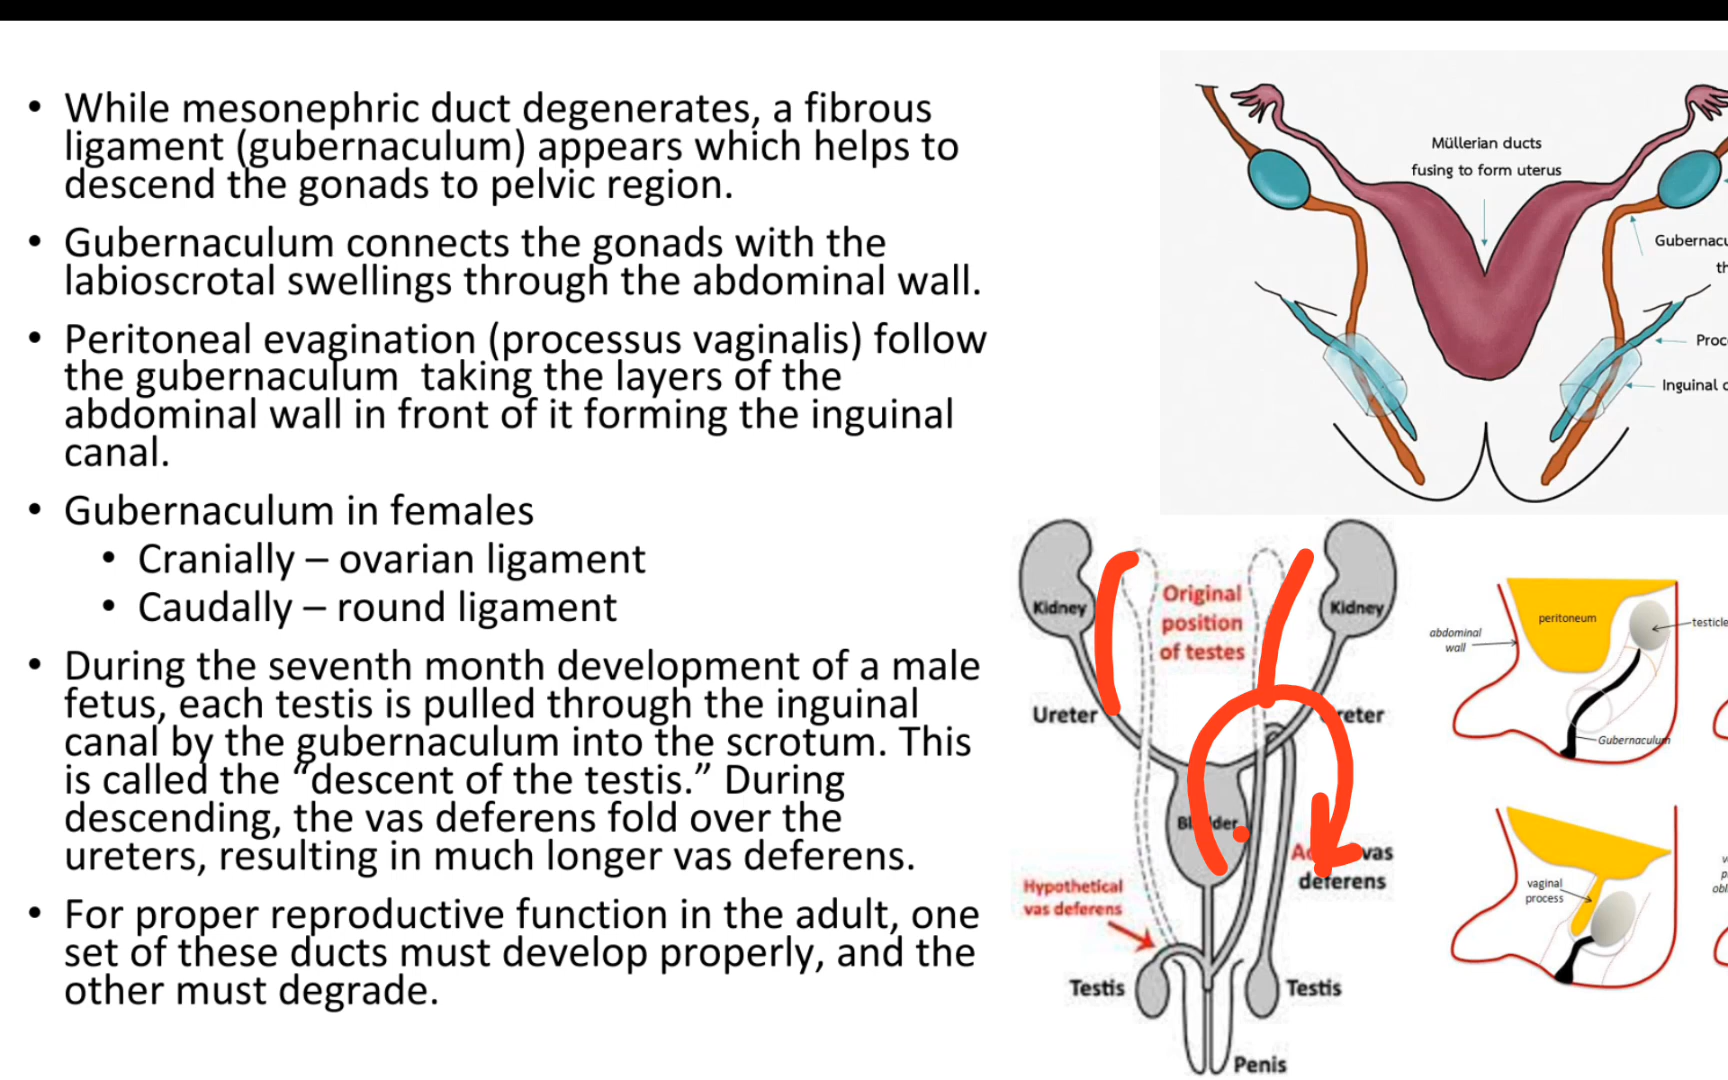 • While mesonephric duct degenerates, a fibrous
ligament (gubernaculum) appears which helps to
descend the gonads to pelvic region.
• Gubernaculum connects the gonads with the
labioscrotal swellings through the abdominal wall.
• Peritoneal evagination (processus vaginalis) follow
the gubernaculum taking the layers of the
abdominal wall in front of it forming the inguinal
canal.
• Gubernaculum in females
• Cranially – ovarian ligament
• Caudally – round ligament
• During the seventh month development of a male
fetus, each testis is pulled through the inguinal
canal by the gubernaculum into the scrotum. This
is called the “descent of the testis.” During
descending, the vas deferens fold over the
ureters, resulting in much longer vas deferens.
• For proper reproductive function in the adult, one
set of these ducts must develop properly, and the
other must degrade.
Müllerian ducts
fusing to form uterus
Gubernacu
th
Proc
Inguinal c
Original
position
of testes
Kidney
Kidney
Ureter
Hypothetical
vas deferens
vas
deferens
Testis
Testis
Penis
peritoneum
testicle
abdominal
wall
Gubernaculum
vaginal
process